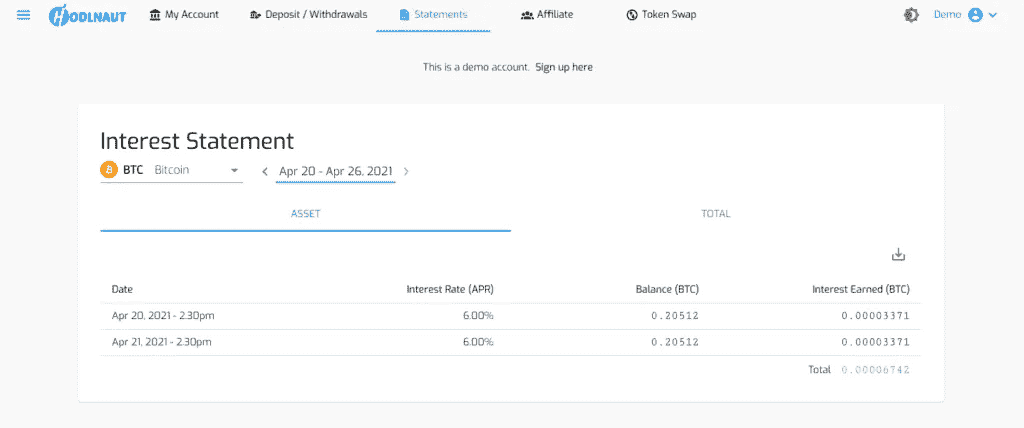 HODLNAUT My Account Deposit / Withdrawals Statements Affiliate Token Swap Demo
This is a demo account. Sign up here
Interest Statement
BTC Bitcoin Apr 20 - Apr 26, 2021
ASSET TOTAL
Date Interest Rate (APR) Balance (BTC) Interest Earned (BTC)
Apr 20, 2021 - 2.30pm 6.00% 0.20512 0.00003371
Apr 21, 2021 - 2.30pm 6.00% 0.20512 0.00003371
Total 0.00006742